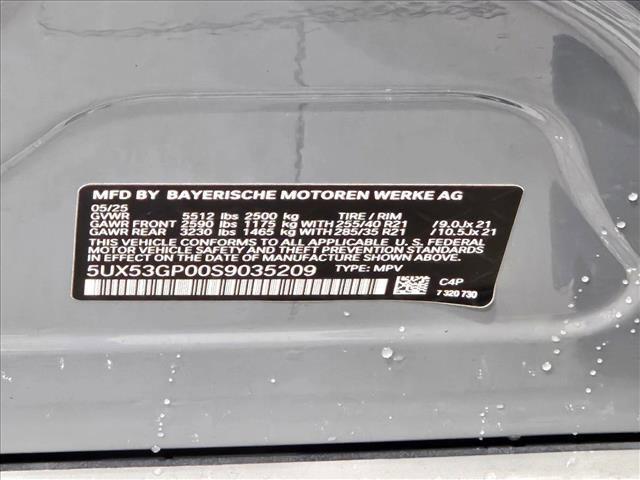 MFD BY BAYERISCHE MOTOREN WERKE AG
05/25
GVWR 5512 lbs 2500 kg TIRE / RIM
GAWR FRONT 2590 lbs 1175 kg WITH 255/40 R21 / 9.0Jx 21
GAWR REAR 3230 lbs 1465 kg WITH 285/35 R21 / 10.5Jx 21
THIS VEHICLE CONFORMS TO ALL APPLICABLE U.S. FEDERAL
MOTOR VEHICLE SAFETY AND THEFT PREVENTION STANDARDS
IN EFFECT ON THE DATE OF MANUFACTURE SHOWN ABOVE.
5UX53GP00S9035209 TYPE: MPV
C4P
7 320 730